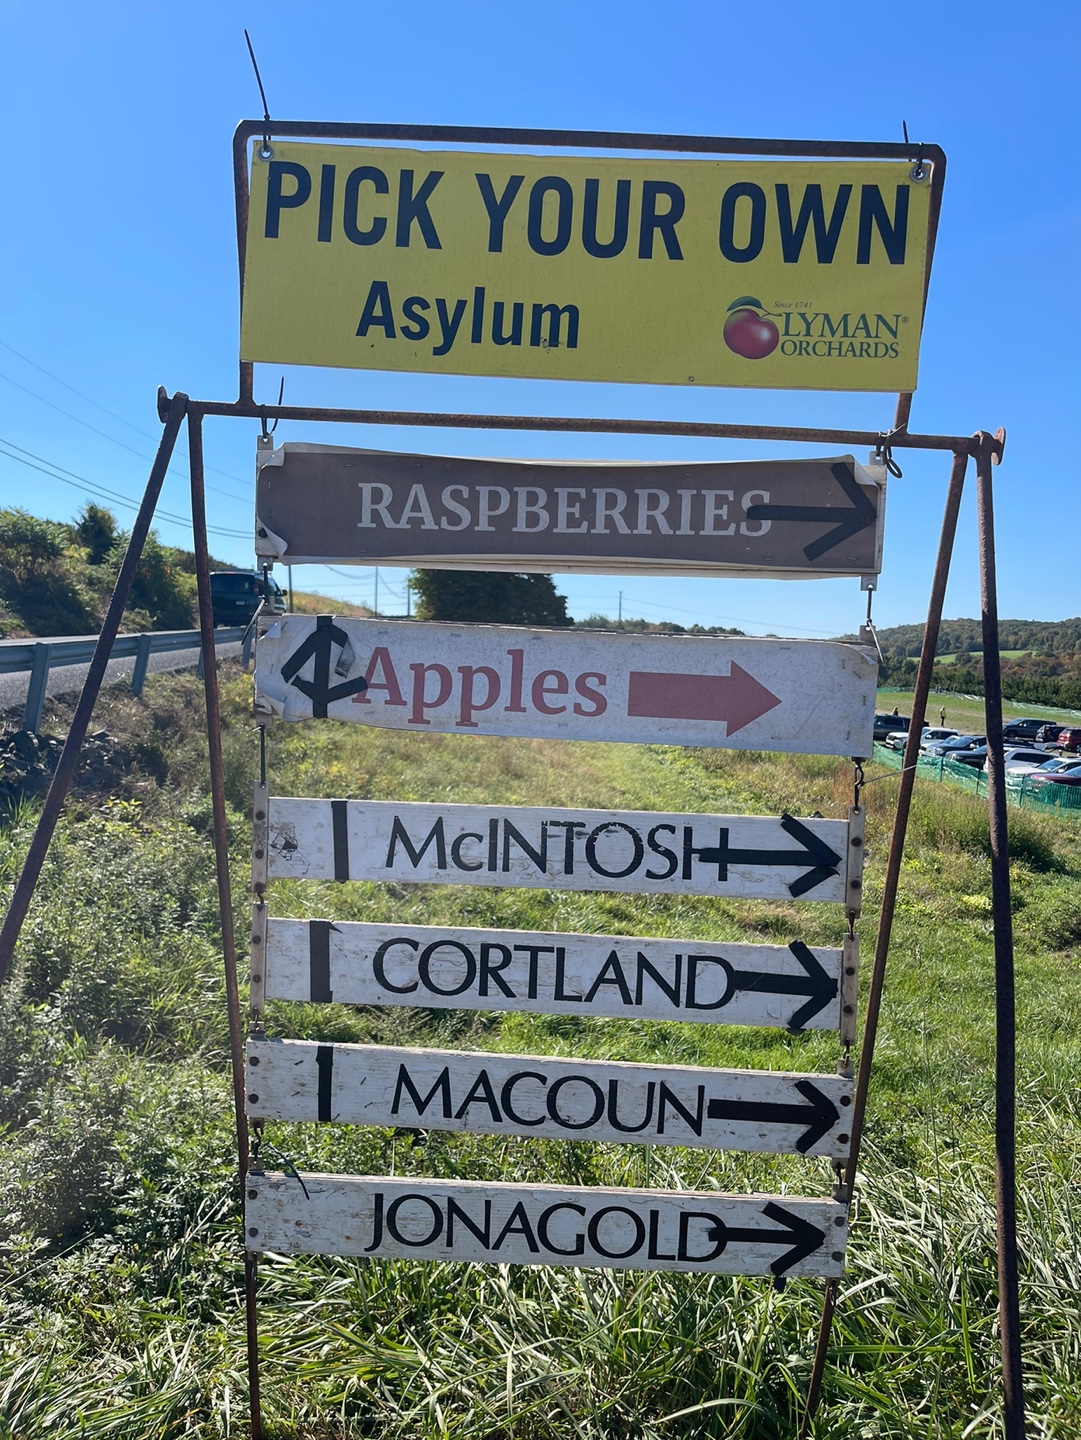 PICK YOUR OWN
Asylum
Since 1741
LYMAN®
ORCHARDS
RASPBERRIES
Apples
McINTOSH
CORTLAND
MACOUN
JONAGOLD